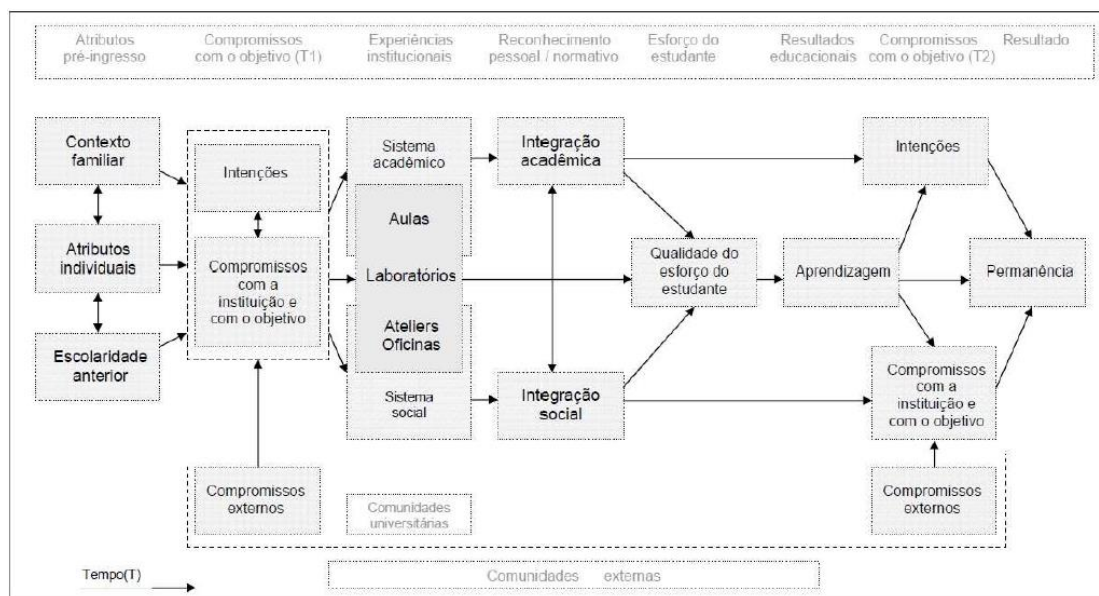 Atributos
pré-ingresso
Compromissos
com o objetivo (T1)
Experiências
institucionais
Reconhecimento
pessoal / normativo
Esforço do
estudante
Resultados
educacionais
Compromissos
com o objetivo (T2)
Resultado
Contexto
familiar
Atributos
individuais
Escolaridade
anterior
Intenções
Compromissos
com a
instituição e
com o objetivo
Sistema
acadêmico
Aulas
Laboratórios
Ateliers
Oficinas
Sistema
social
Integração
acadêmica
Integração
social
Qualidade do
esforço do
estudante
Aprendizagem
Intenções
Compromissos
com a
instituição e
com o objetivo
Permanência
Compromissos
externos
Comunidades
universitárias
Compromissos
externos
Tempo(T)
Comunidades externas